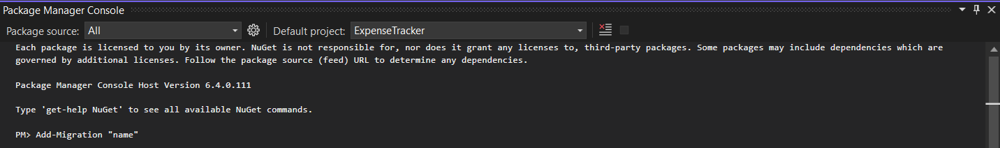 Package Manager Console
Package source: All Default project: ExpenseTracker
Each package is licensed to you by its owner. NuGet is not responsible for, nor does it grant any licenses to, third-party packages. Some packages may include dependencies which are
governed by additional licenses. Follow the package source (feed) URL to determine any dependencies.
Package Manager Console Host Version 6.4.0.111
Type 'get-help NuGet' to see all available NuGet commands.
PM> Add-Migration "name"